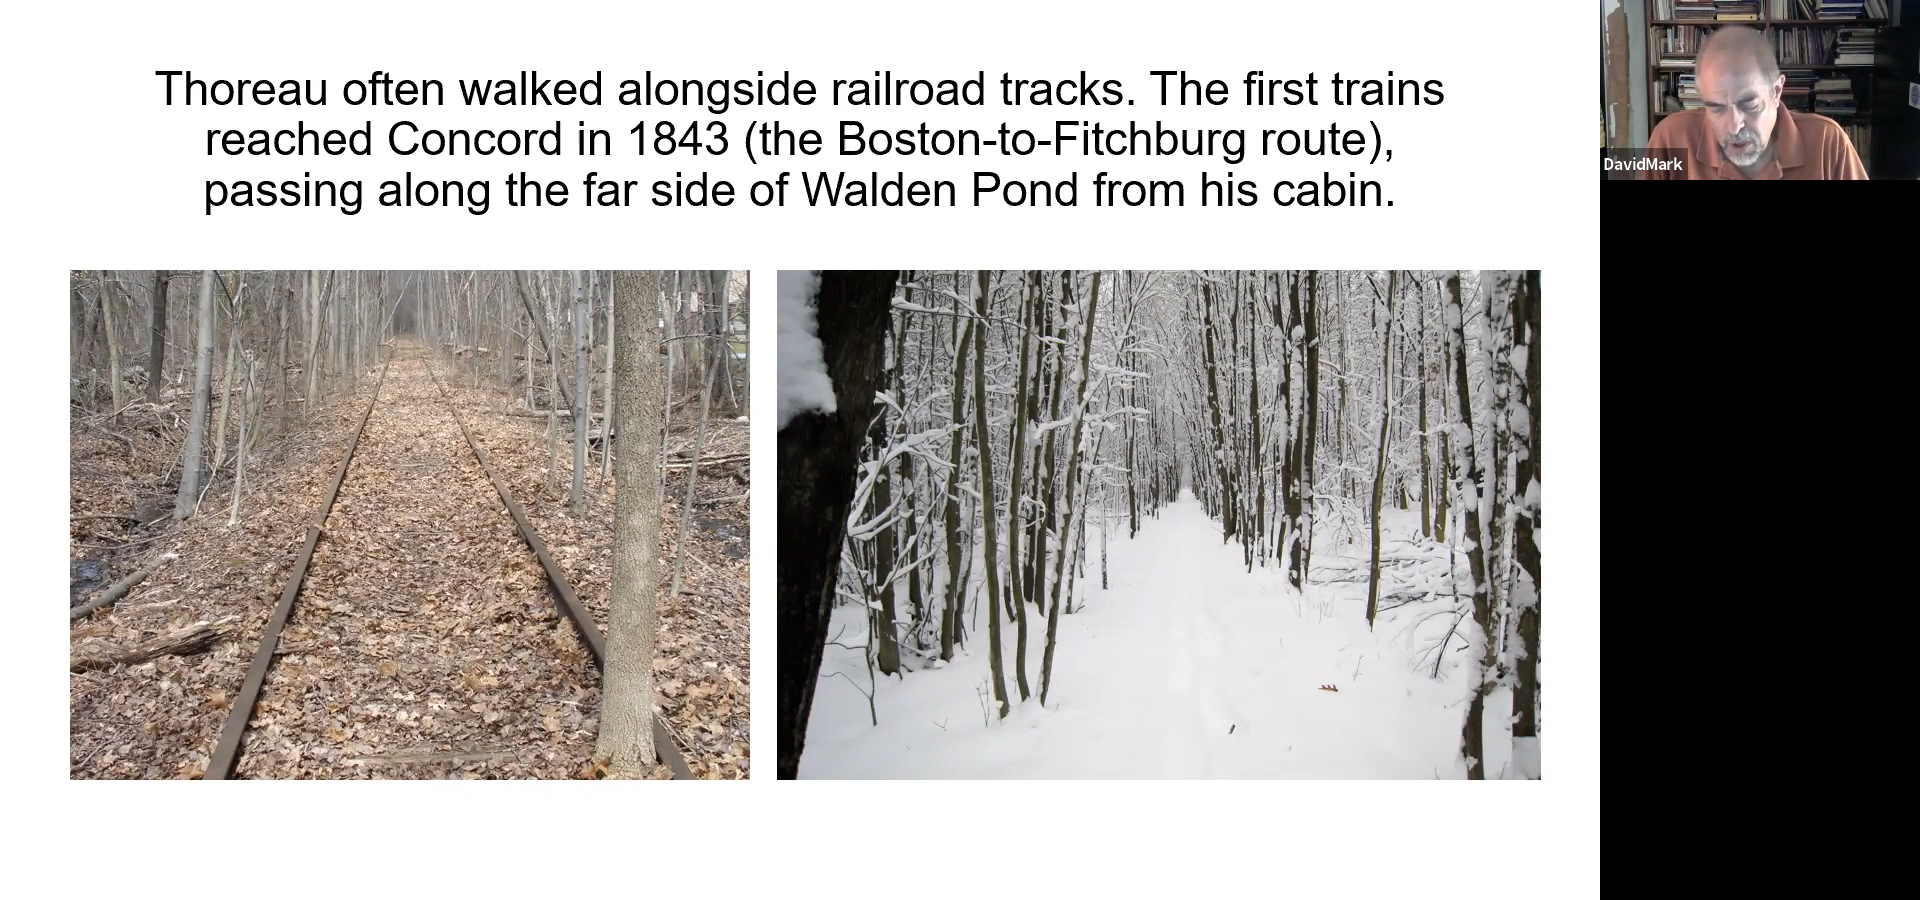 Thoreau often walked alongside railroad tracks. The first trains
reached Concord in 1843 (the Boston-to-Fitchburg route),
passing along the far side of Walden Pond from his cabin.
DavidMark